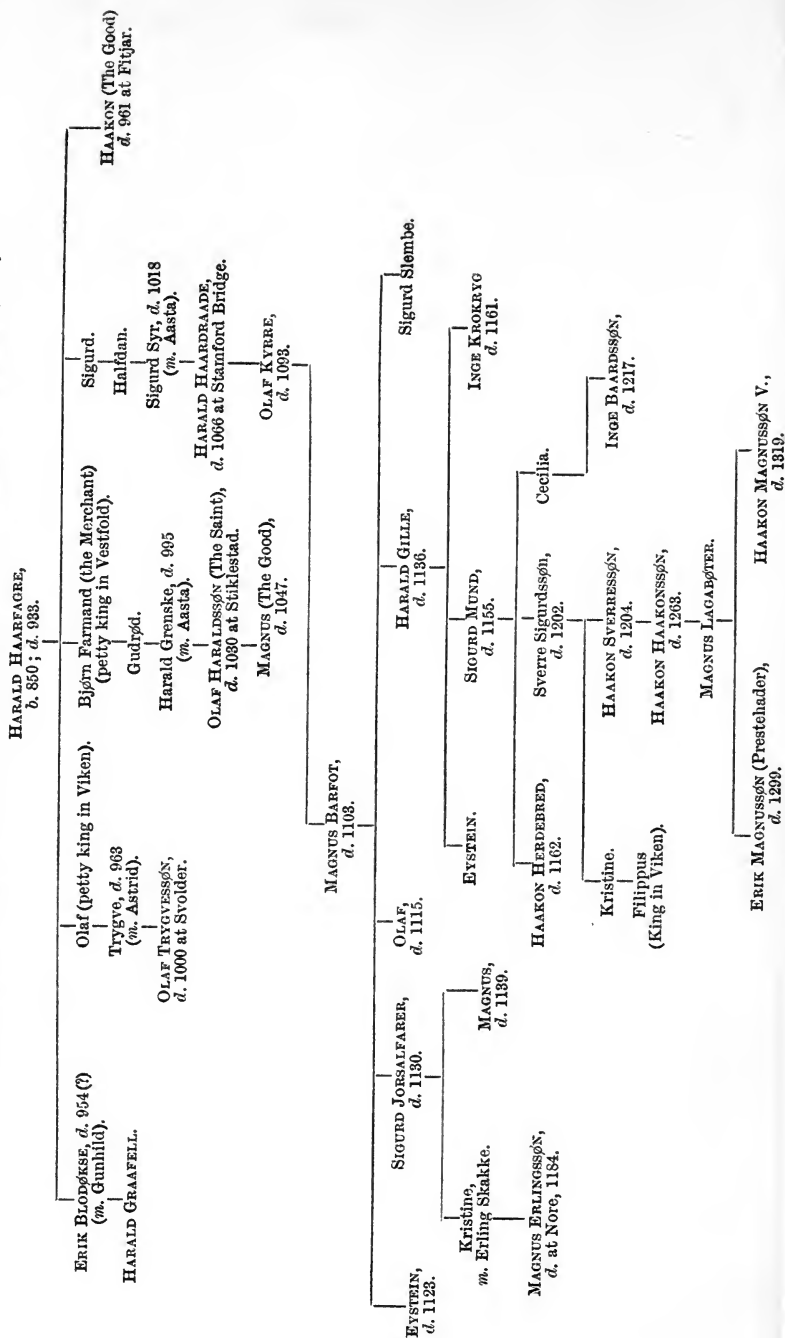 HARALD HAARFAGRE,
b. 850; d. 933.
ERIK BLODØKSE, d. 954(?)
(m. Gunhild).
HARALD GRAAFELL.
Olaf (petty king in Viken).
Trygve, d. 963
(m. Astrid).
OLAF TRYGVESSØN,
d. 1000 at Svolder.
Bjørn Farmand (the Merchant)
(petty king in Vestfold).
Gudrød.
Harald Grenske, d. 995
(m. Aasta).
OLAF HARALDSSØN (The Saint),
d. 1030 at Stiklestad.
MAGNUS (The Good),
d. 1047.
Sigurd.
Halfdan.
Sigurd Syr, d. 1018
(m. Aasta).
HARALD HAARDRAADE,
d. 1066 at Stamford Bridge.
OLAF KYRRE,
d. 1093.
HAAKON (The Good)
d. 961 at Fitjar.
MAGNUS BARFOT,
d. 1103.
EYSTEIN,
d. 1123.
SIGURD JORSALFARER,
d. 1130.
Kristine,
m. Erling Skakke.
MAGNUS ERLINGSSØN,
d. at Nore, 1184.
MAGNUS,
d. 1139.
OLAF,
d. 1115.
HARALD GILLE,
d. 1136.
Sigurd Slembe.
EYSTEIN.
SIGURD MUND,
d. 1155.
INGE KROKRYG
d. 1161.
HAAKON HERDEBRED,
d. 1162.
Sverre Sigurdssøn,
d. 1202.
Cecilia.
INGE BAARDSSØN,
d. 1217.
Kristine.
Filippus
(King in Viken).
HAAKON SVERRESSØN,
d. 1204.
HAAKON HAAKONSSØN,
d. 1263.
MAGNUS LAGABØTER.
ERIK MAGNUSSØN (Prestehader),
d. 1299.
HAAKON MAGNUSSØN V.,
d. 1319.